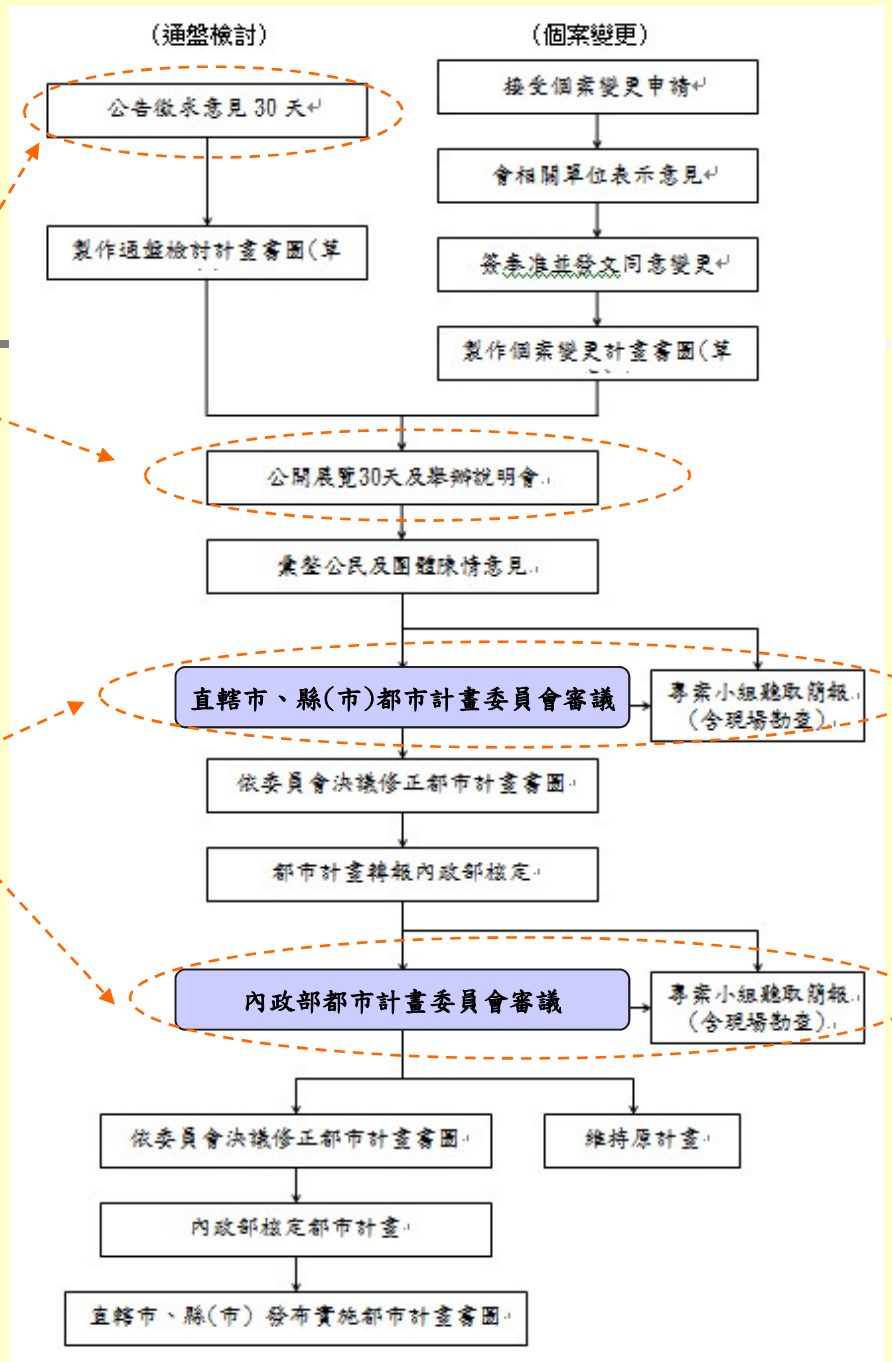 (通盤檢討)
(個案變更)
公告徵求意見 30 天
製作通盤檢討計畫書圖(草
接受個案變更申請
會相關單位表示意見
簽奉准並發文同意變更
製作個案變更計畫書圖(草
公開展覽30天及舉辦說明會
彙整公民及團體陳情意見
直轄市、縣(市)都市計畫委員會審議
專案小組聽取簡報
(含現場勘查)
依委員會決議修正都市計畫書圖
都市計畫轉報內政部核定
內政部都市計畫委員會審議
專案小組聽取簡報
(含現場勘查)
依委員會決議修正都市計畫書圖
維持原計畫
內政部核定都市計畫
直轄市、縣(市) 發布實施都市計畫書圖